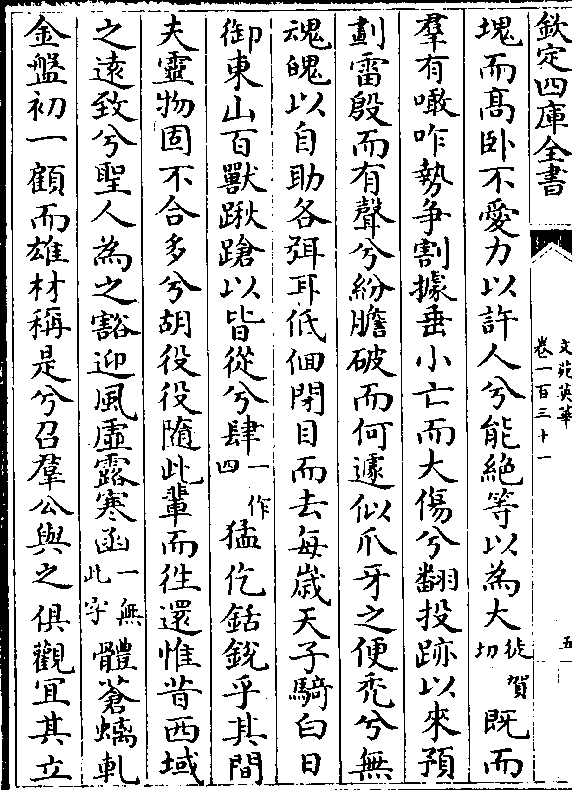 欽定四庫全書
文苑英華
卷一百三十一
五
塊而髙卧不愛力以許人兮能絶等以為大徒賀切既而
羣有噉咋勢争割據垂小亡而大傷兮翻投跡以來預
劃雷殷而有聲兮紛膽破而何遽似爪牙之便秃兮無
魂魄以自助各弭耳低佪閉目而去每歲天子騎白日
御東山百獸踿蹌以皆從兮肆一作四猛仡銛鋭乎其間
夫靈物固不合多兮胡役役隨此輩而徃還惟昔西域
之遠致兮聖人為之豁迎風虚露寒函一無此字體蒼螭軋
金盤初一顧而雄材稱是兮召羣公與之俱觀宜其立